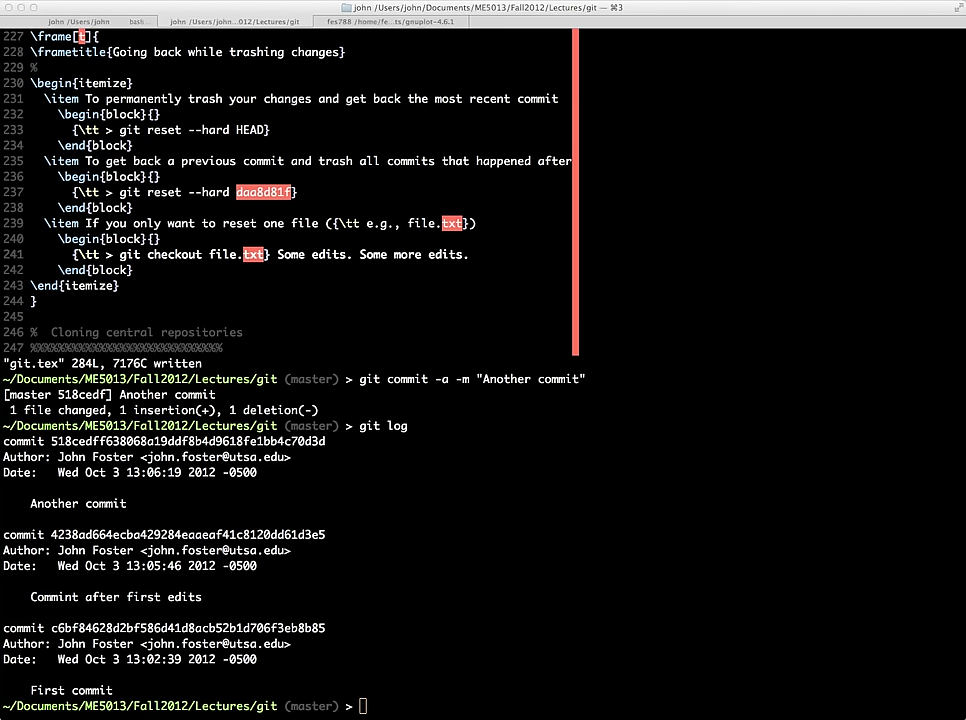 john /Users/john/Documents/ME5013/Fall2012/Lectures/git — ⌘3
john /Users/john bash... john /Users/john...012/Lectures/git fes788 /home/fe...ts/gnuplot-4.6.1
227 \frame[t]{
228 \frametitle{Going back while trashing changes}
229 %
230 \begin{itemize}
231 \item To permanently trash your changes and get back the most recent commit
232 \begin{block}{}
233 {\tt > git reset --hard HEAD}
234 \end{block}
235 \item To get back a previous commit and trash all commits that happened after
236 \begin{block}{}
237 {\tt > git reset --hard daa8d81f}
238 \end{block}
239 \item If you only want to reset one file ({\tt e.g., file.txt})
240 \begin{block}{}
241 {\tt > git checkout file.txt} Some edits. Some more edits.
242 \end{block}
243 \end{itemize}
244 }
245
246 % Cloning central repositories
247 %%%%%%%%%%%%%%%%%%%%%%%%%%%%
"git.tex" 284L, 7176C written
~/Documents/ME5013/Fall2012/Lectures/git (master) > git commit -a -m "Another commit"
[master 518cedf] Another commit
1 file changed, 1 insertion(+), 1 deletion(-)
~/Documents/ME5013/Fall2012/Lectures/git (master) > git log
commit 518cedff638068a19ddf8b4d9618fe1bb4c70d3d
Author: John Foster <john.foster@utsa.edu>
Date: Wed Oct 3 13:06:19 2012 -0500
Another commit
commit 4238ad664ecba429284eaaeaf41c8120dd61d3e5
Author: John Foster <john.foster@utsa.edu>
Date: Wed Oct 3 13:05:46 2012 -0500
Commint after first edits
commit c6bf84628d2bf586d41d8acb52b1d706f3eb8b85
Author: John Foster <john.foster@utsa.edu>
Date: Wed Oct 3 13:02:39 2012 -0500
First commit
~/Documents/ME5013/Fall2012/Lectures/git (master) >